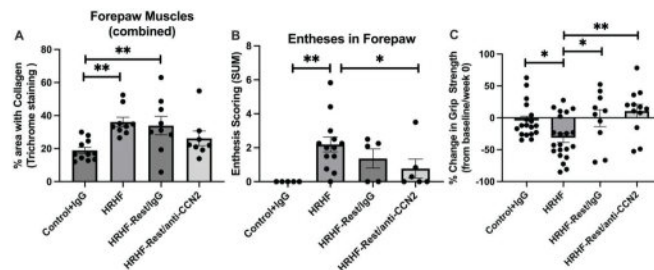 Forepaw Muscles
(combined)
A
% area with Collagen
(Trichrome staining )
80
60
40
20
0
**
**
Control+IgG
HRHF
HRHF-Rest/IgG
HRHF-Rest/anti-CCN2
B
Entheses in Forepaw
Enthesis Scoring (SUM)
8
6
4
2
0
**
*
Control+IgG
HRHF
HRHF-Rest/IgG
HRHF-Rest/anti-CCN2
C
% Change in Grip Strength
(from baseline/week 0)
100
50
0
-50
-100
**
*
*
Control+IgG
HRHF
HRHF-Rest/IgG
HRHF-Rest/anti-CCN2